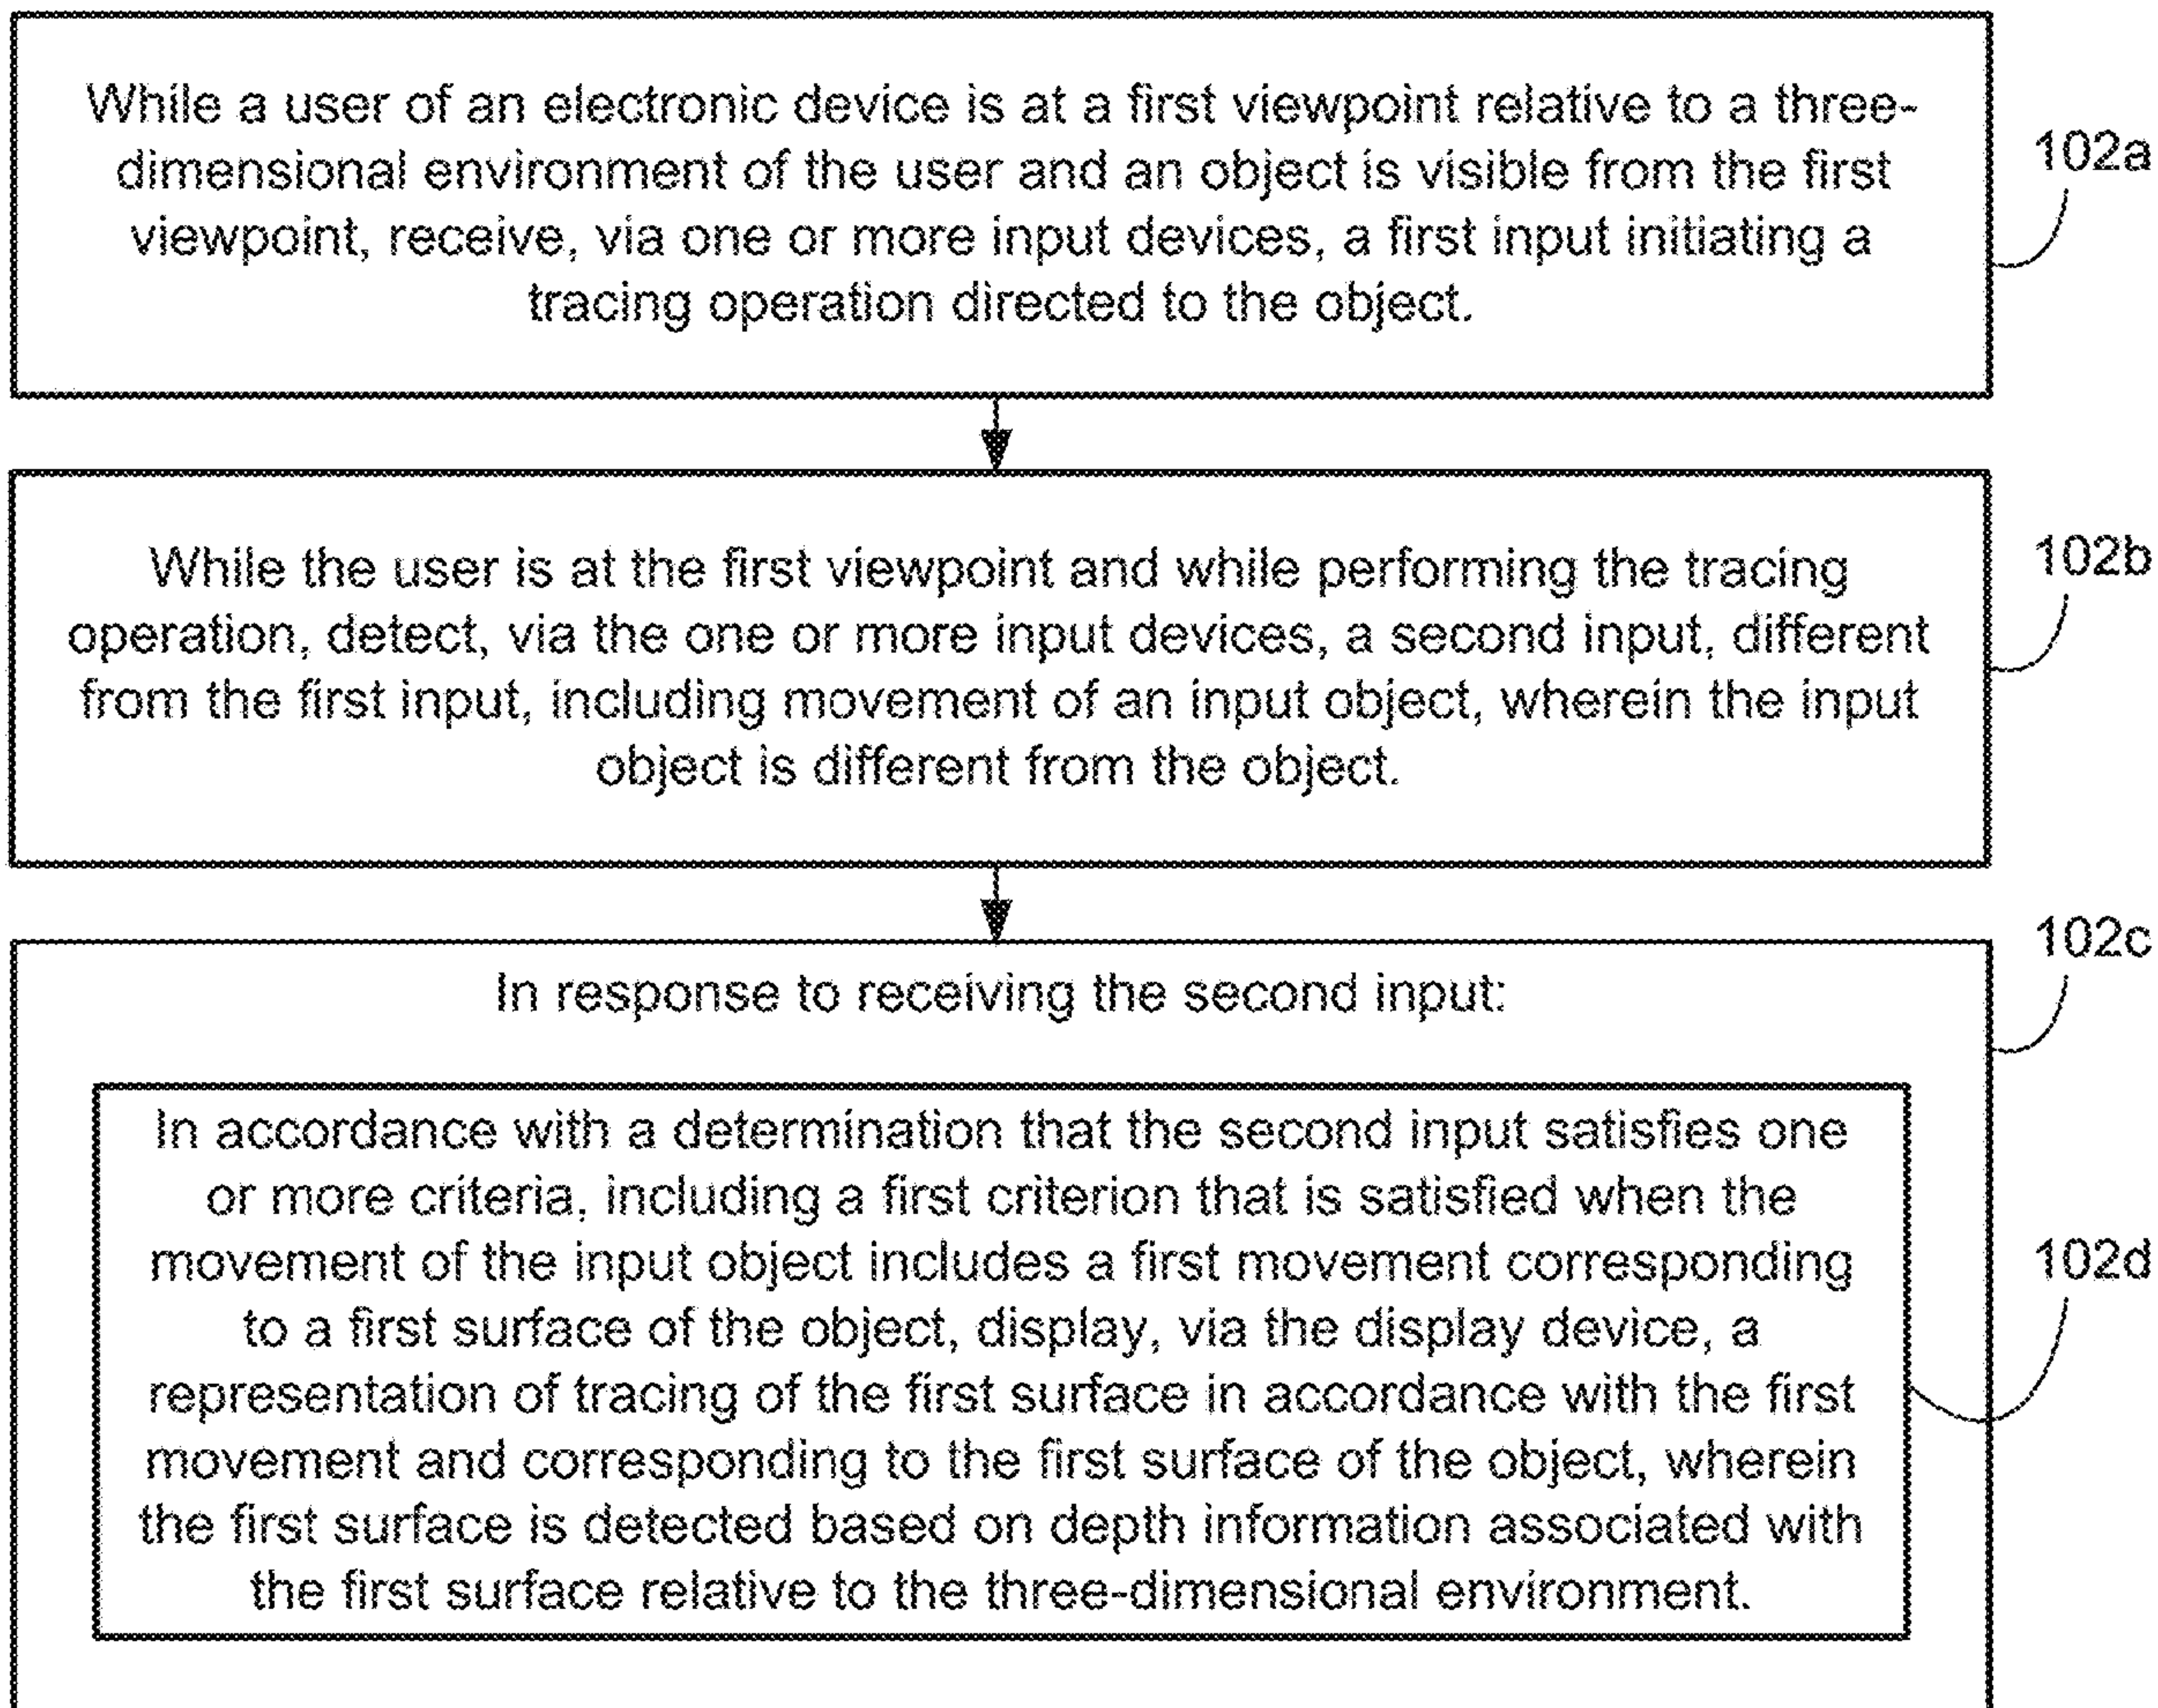 While a user of an electronic device is at a first viewpoint relative to a three-
dimensional environment of the user and an object is visible from the first
viewpoint, receive, via one or more input devices, a first input initiating a
tracing operation directed to the object.
102a
While the user is at the first viewpoint and while performing the tracing
operation, detect, via the one or more input devices, a second input, different
from the first input, including movement of an input object, wherein the input
object is different from the object.
102b
In response to receiving the second input:
102c
In accordance with a determination that the second input satisfies one
or more criteria, including a first criterion that is satisfied when the
movement of the input object includes a first movement corresponding
to a first surface of the object, display, via the display device, a
representation of tracing of the first surface in accordance with the first
movement and corresponding to the first surface of the object, wherein
the first surface is detected based on depth information associated with
the first surface relative to the three-dimensional environment.
102d